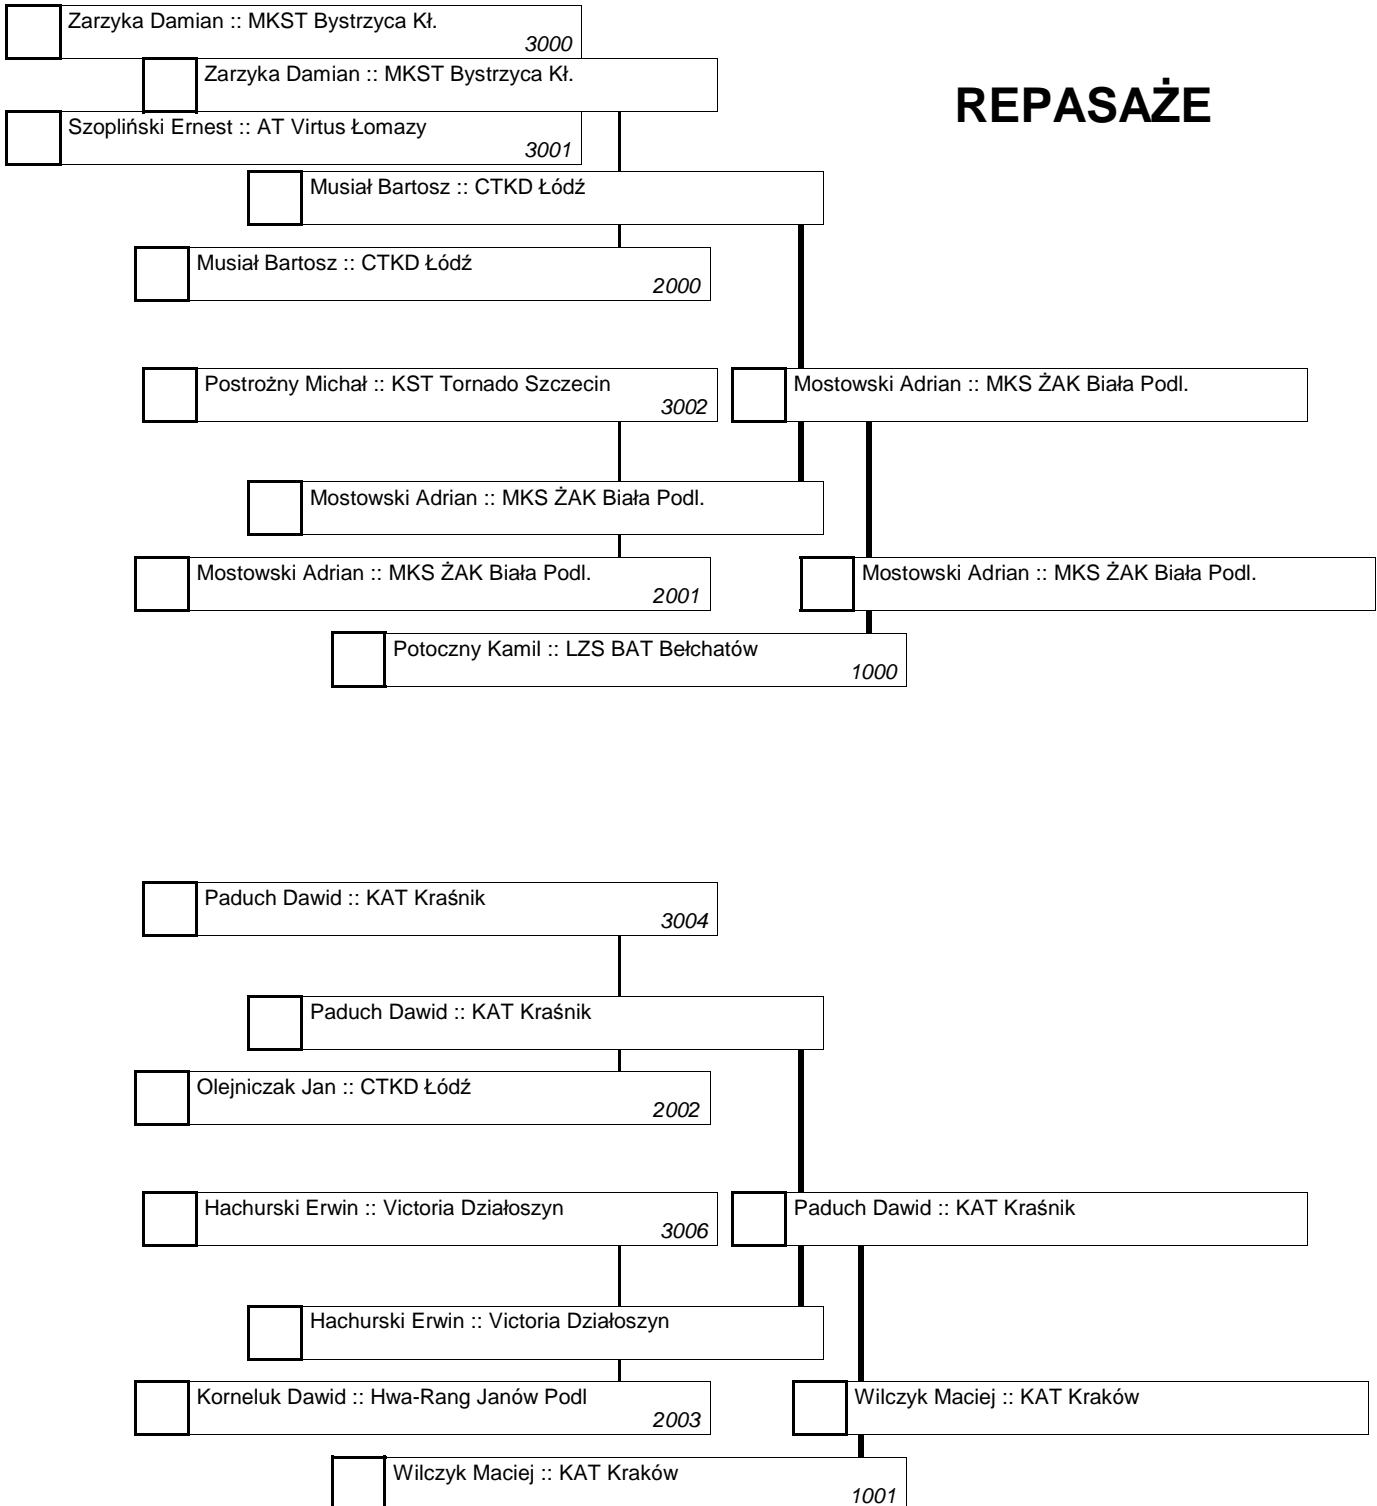 Zarzyka Damian :: MKST Bystrzyca Kł.
3000
Zarzyka Damian :: MKST Bystrzyca Kł.
REPASAŻE
Szopliński Ernest :: AT Virtus Łomazy
3001
Musiał Bartosz :: CTKD Łódź
Musiał Bartosz :: CTKD Łódź
2000
Postrożny Michał :: KST Tornado Szczecin
3002
Mostowski Adrian :: MKS ŻAK Biała Podl.
Mostowski Adrian :: MKS ŻAK Biała Podl.
Mostowski Adrian :: MKS ŻAK Biała Podl.
2001
Mostowski Adrian :: MKS ŻAK Biała Podl.
Potoczny Kamil :: LZS BAT Bełchatów
1000
Paduch Dawid :: KAT Kraśnik
3004
Paduch Dawid :: KAT Kraśnik
Olejniczak Jan :: CTKD Łódź
2002
Hachurski Erwin :: Victoria Działoszyn
3006
Paduch Dawid :: KAT Kraśnik
Hachurski Erwin :: Victoria Działoszyn
Korneluk Dawid :: Hwa-Rang Janów Podl
2003
Wilczyk Maciej :: KAT Kraków
Wilczyk Maciej :: KAT Kraków
1001